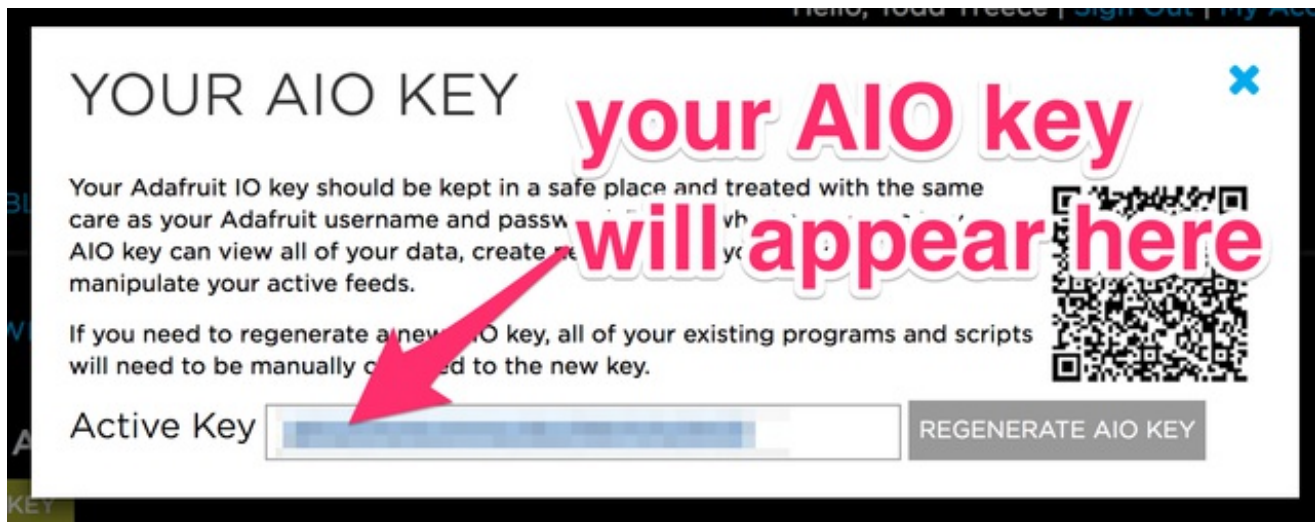 Hello, Todd Treece | Sign Out | My Acc
YOUR AIO KEY
your AIO key
will appear here
Your Adafruit IO key should be kept in a safe place and treated with the same
care as your Adafruit username and passw
AIO key can view all of your data, create
manipulate your active feeds.
If you need to regenerate a new AIO key, all of your existing programs and scripts
will need to be manually to the new key.
Active Key
REGENERATE AIO KEY
KEY